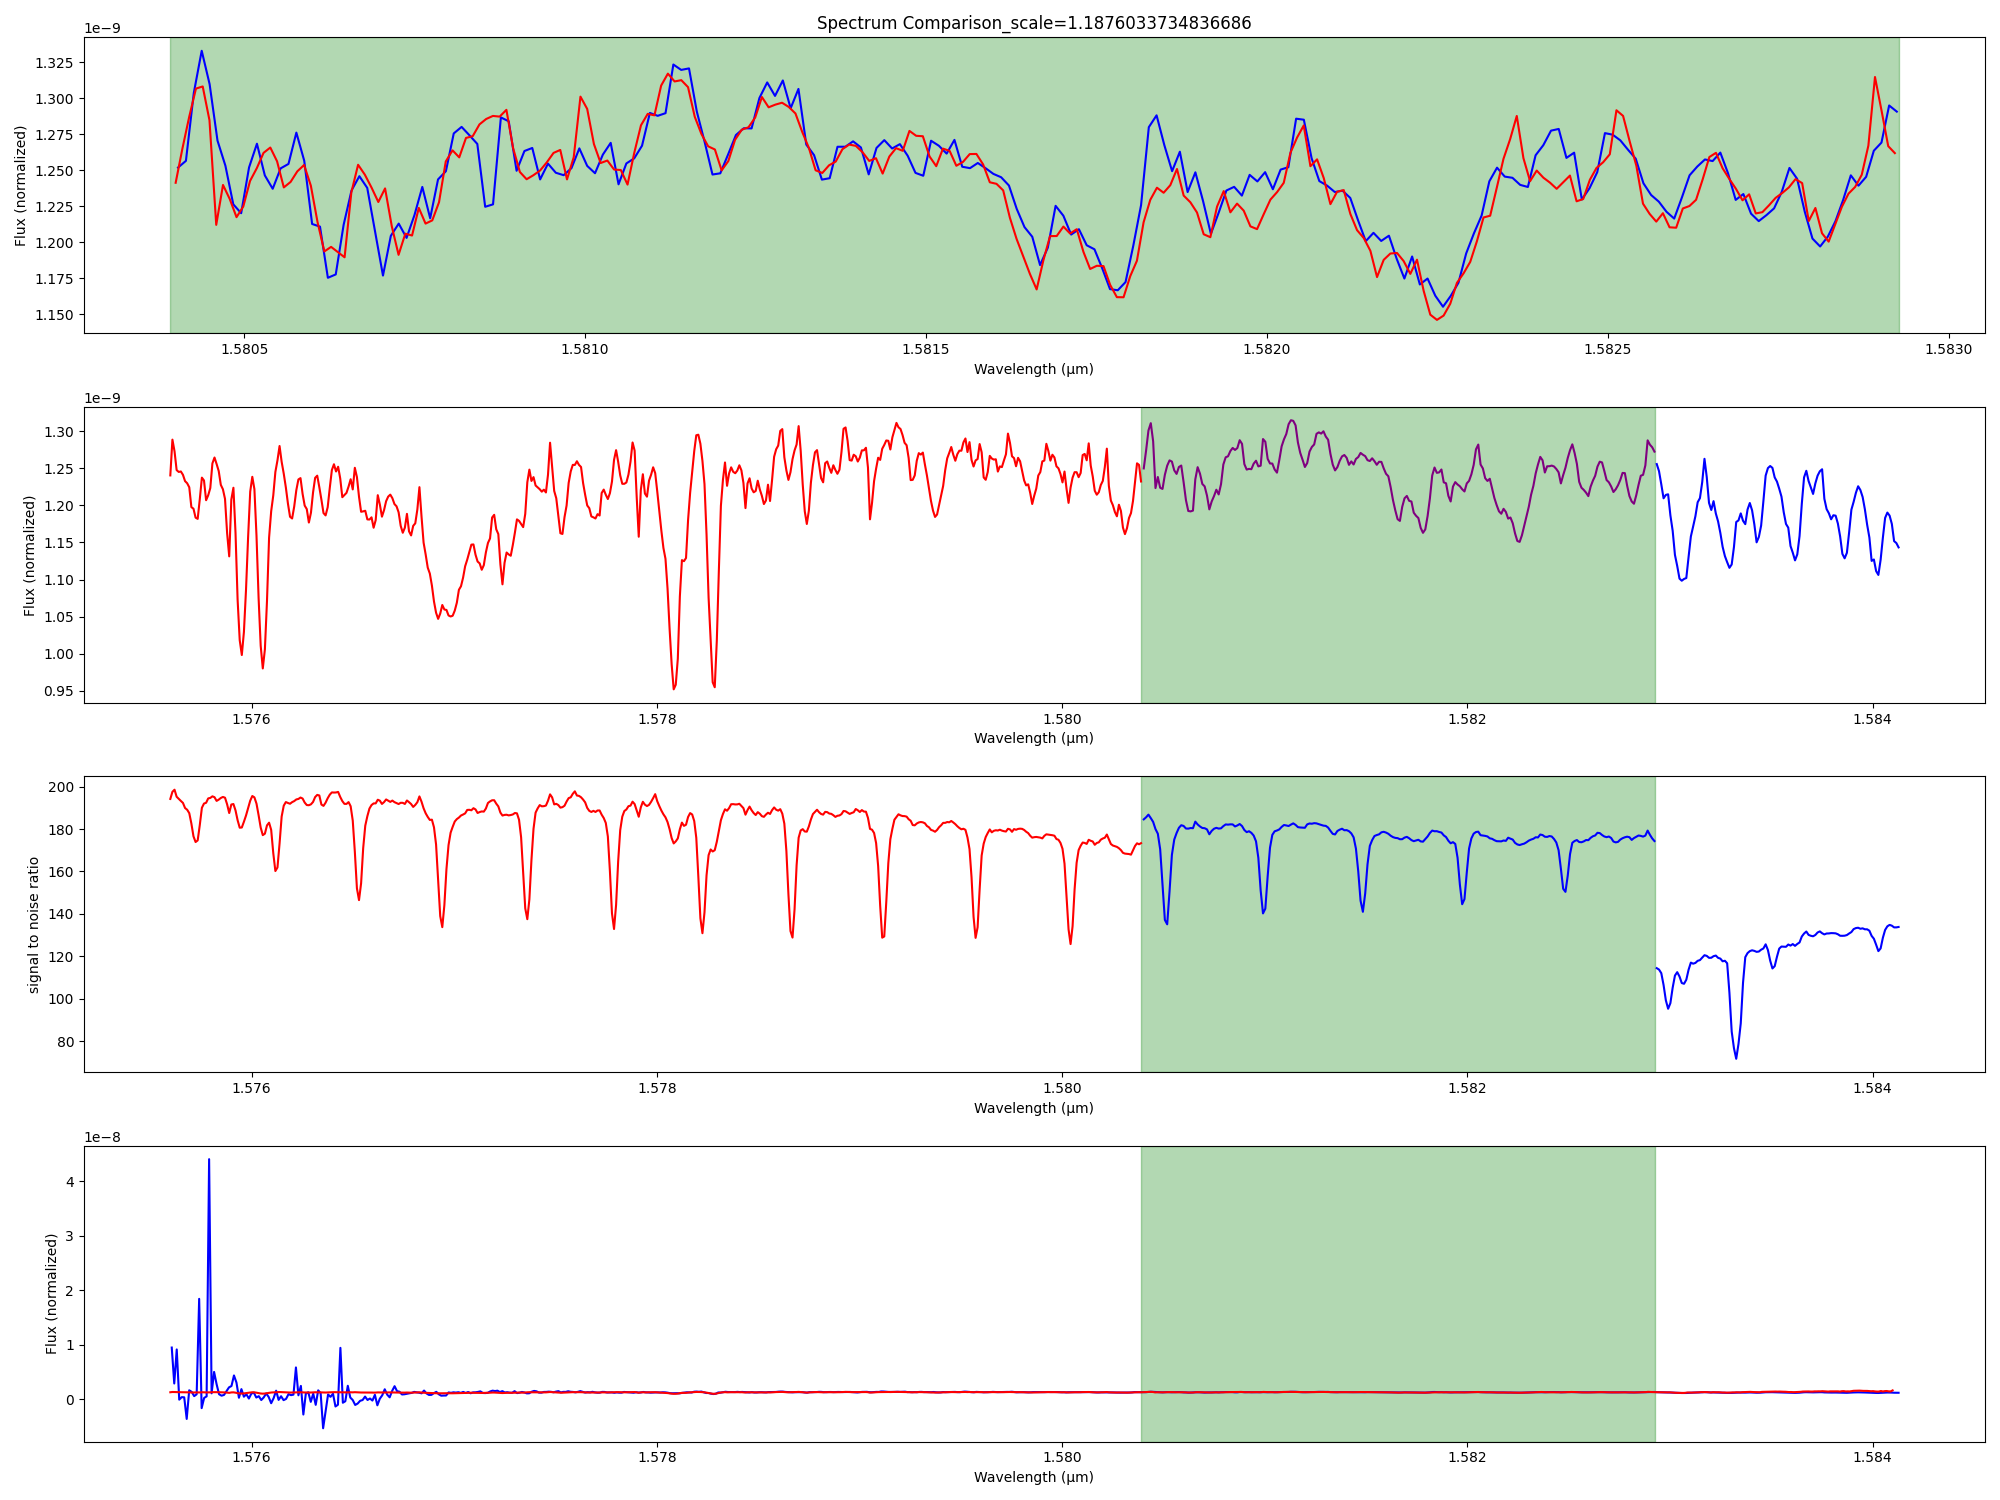 Spectrum Comparison_scale=1.1876033734836686
1e−9
1.325
1.300
1.275
1.250
1.225
1.200
1.175
1.150
Flux (normalized)
1.5805 1.5810 1.5815 1.5820 1.5825 1.5830
Wavelength (μm)
1e−9
1.30
1.25
1.20
1.15
1.10
1.05
1.00
0.95
Flux (normalized)
1.576 1.578 1.580 1.582 1.584
Wavelength (μm)
200
180
160
140
120
100
80
signal to noise ratio
1.576 1.578 1.580 1.582 1.584
Wavelength (μm)
1e−8
4
3
2
1
0
Flux (normalized)
1.576 1.578 1.580 1.582 1.584
Wavelength (μm)